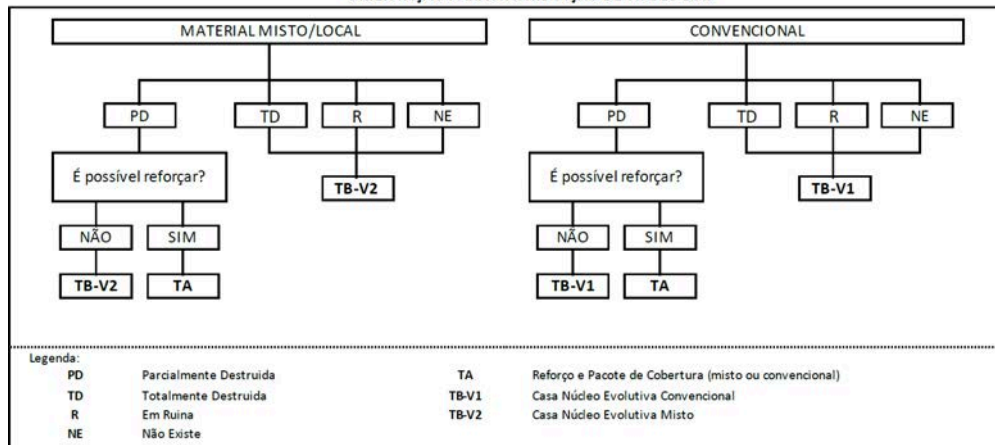 MATERIAL MISTO/LOCAL
PD
TD
R
NE
É possível reforçar?
TB-V2
NÃO
SIM
TB-V2
TA
CONVENCIONAL
PD
TD
R
NE
É possível reforçar?
TB-V1
NÃO
SIM
TB-V1
TA
Legenda:
PD Parcialmente Destruida
TD Totalmente Destruida
R Em Ruina
NE Não Existe
TA Reforço e Pacote de Cobertura (misto ou convencional)
TB-V1 Casa Núcleo Evolutiva Convencional
TB-V2 Casa Núcleo Evolutiva Misto